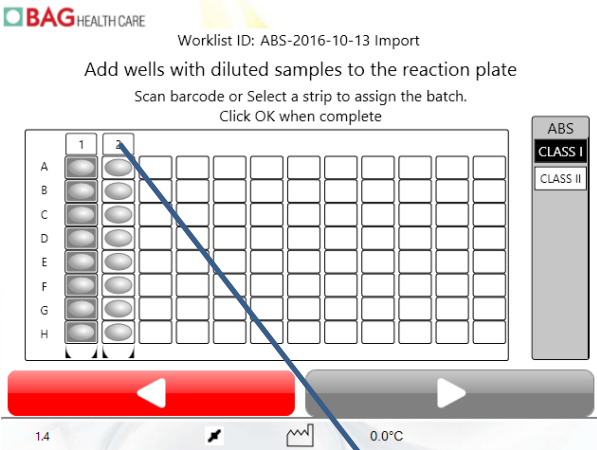 BAG HEALTH CARE
Worklist ID: ABS-2016-10-13 Import
Add wells with diluted samples to the reaction plate
Scan barcode or Select a strip to assign the batch.
Click OK when complete
ABS
CLASS I
CLASS II
1 2
A
B
C
D
E
F
G
H
1.4 0.0°C